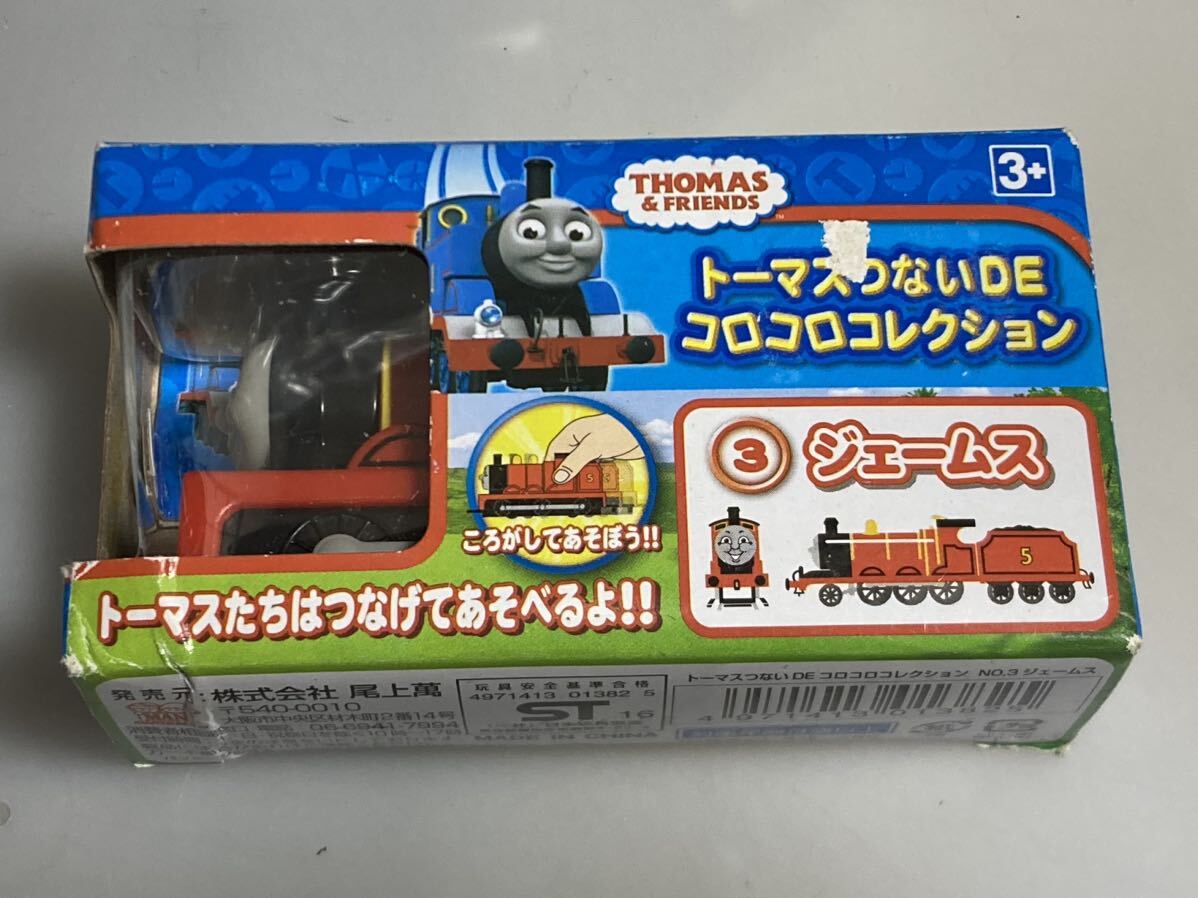 THOMAS
& FRIENDS
™
3+
トーマスつないDE
コロコロコレクション
5
ころがしてあそぼう!!
3 ジェームス
5
トーマスたちはつなげてあそべるよ!!
発売元:株式会社 尾上萬
〒540-0010
大阪市中央区材木町2番14号
06-6941-7994
玩具安全基準合格
4971413 01382 5
ST 16
MADE IN CHINA
トーマスつないDEコロコロコレクション NO.3ジェームス